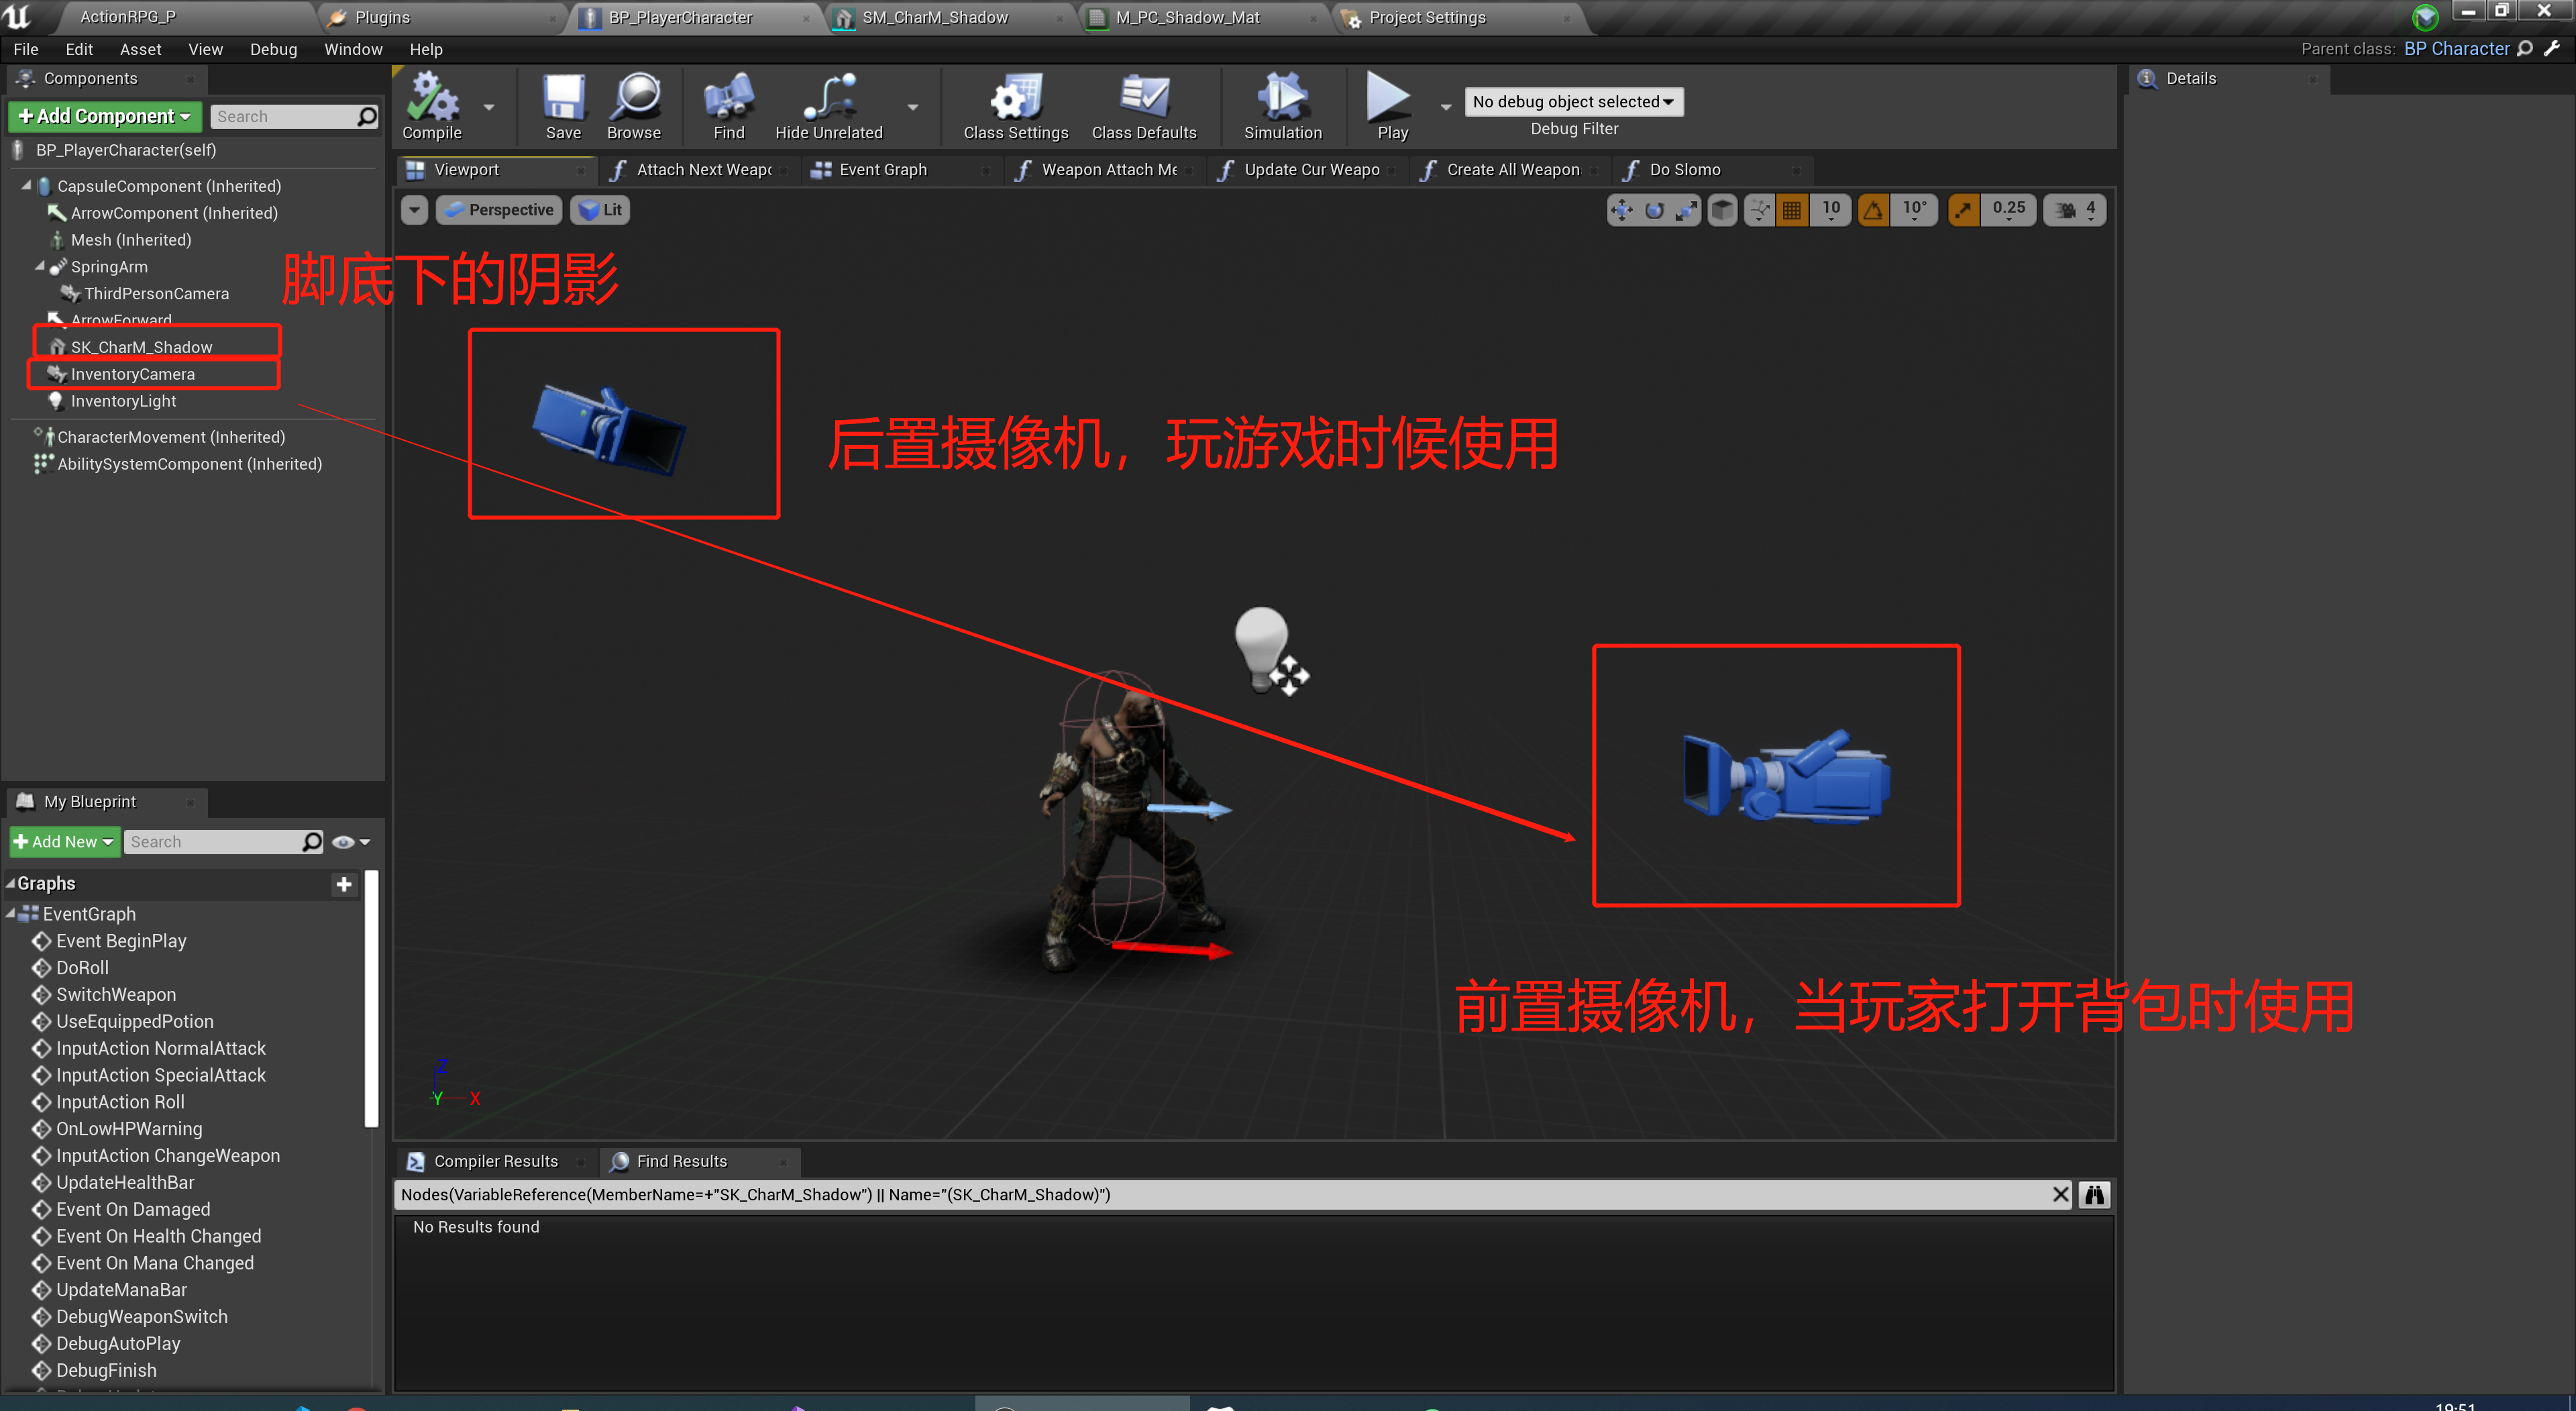 ActionRPG_P
Plugins
BP_PlayerCharacter
SM_CharM_Shadow
M_PC_Shadow_Mat
Project Settings
File Edit Asset View Debug Window Help
Parent class: BP Character
Components
Add Component
Search
BP_PlayerCharacter(self)
CapsuleComponent (Inherited)
ArrowComponent (Inherited)
Mesh (Inherited)
SpringArm
ThirdPersonCamera
ArrowForward
SK_CharM_Shadow
InventoryCamera
InventoryLight
CharacterMovement (Inherited)
AbilitySystemComponent (Inherited)
My Blueprint
Add New
Search
Graphs
EventGraph
Event BeginPlay
DoRoll
SwitchWeapon
UseEquippedPotion
InputAction NormalAttack
InputAction SpecialAttack
InputAction Roll
OnLowHPWarning
InputAction ChangeWeapon
UpdateHealthBar
Event On Damaged
Event On Health Changed
Event On Mana Changed
UpdateManaBar
DebugWeaponSwitch
DebugAutoPlay
DebugFinish
Compile
Save
Browse
Find
Hide Unrelated
Class Settings
Class Defaults
Simulation
Play
No debug object selected
Debug Filter
Viewport
Attach Next Weapo
Event Graph
Weapon Attach Me
Update Cur Weapo
Create All Weapon
Do Slomo
Perspective
Lit
10
10°
0.25
4
脚底下的阴影
后置摄像机，玩游戏时候使用
前置摄像机，当玩家打开背包时使用
Z
Y
X
Compiler Results
Find Results
Nodes(VariableReference(MemberName=+"SK_CharM_Shadow") || Name="(SK_CharM_Shadow)")
No Results found
Details
19:51